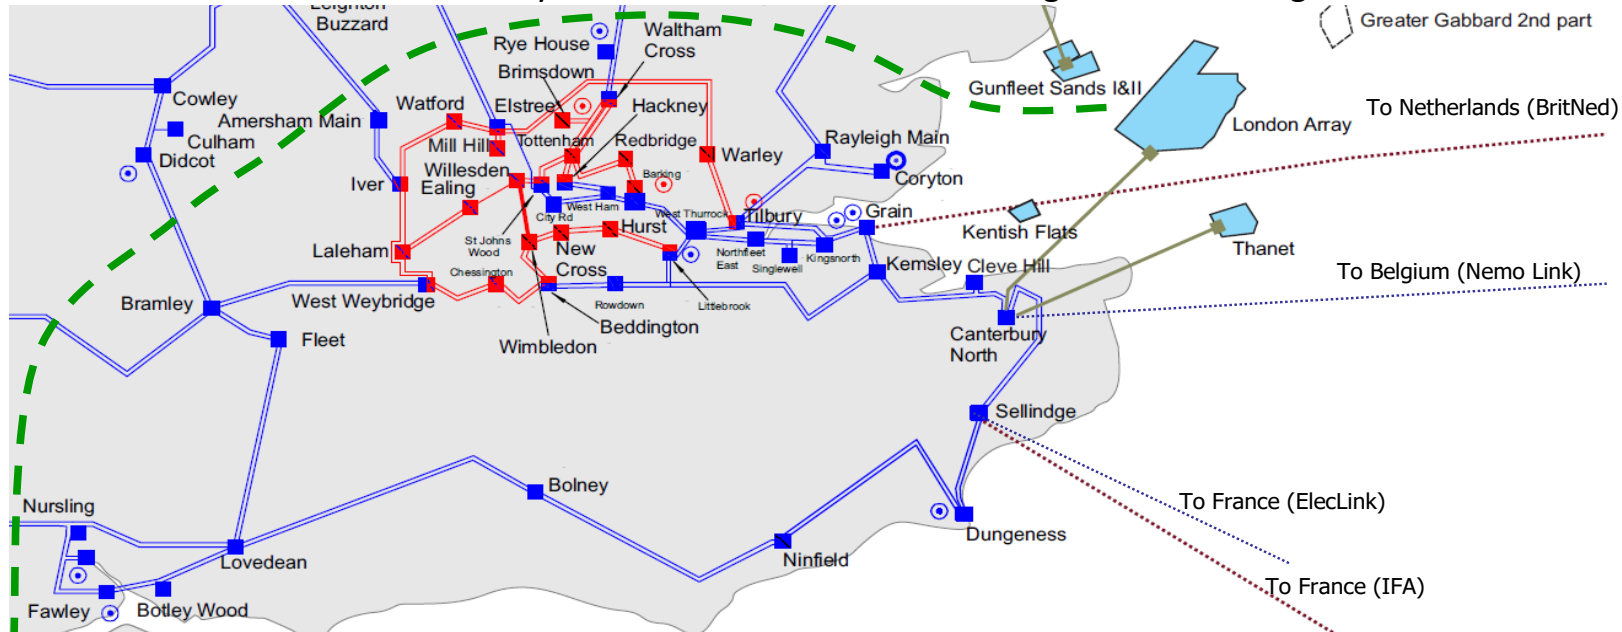 Leighton
Buzzard
Rye House
Waltham
Cross
Greater Gabbard 2nd part
Brimsdown
Gunfleet Sands I&II
Cowley
Watford
Elstree
Hackney
To Netherlands (BritNed)
Amersham Main
London Array
Culham
Mill Hill
Tottenham
Redbridge
Rayleigh Main
Didcot
Warley
Willesden
Barking
Iver
Ealing
Coryton
West Ham
City Rd
West Thurrock
Tilbury
Grain
Hurst
Kentish Flats
Laleham
St Johns
Wood
New
Cross
Northfleet
East
Singlewell
Kingsnorth
Thanet
Kemsley
Cleve Hill
Chessington
To Belgium (Nemo Link)
Bramley
West Weybridge
Rowdown
Littlebrook
Beddington
Fleet
Wimbledon
Canterbury
North
Sellindge
Bolney
To France (ElecLink)
Nursling
Dungeness
Lovedean
Ninfield
To France (IFA)
Fawley
Botley Wood